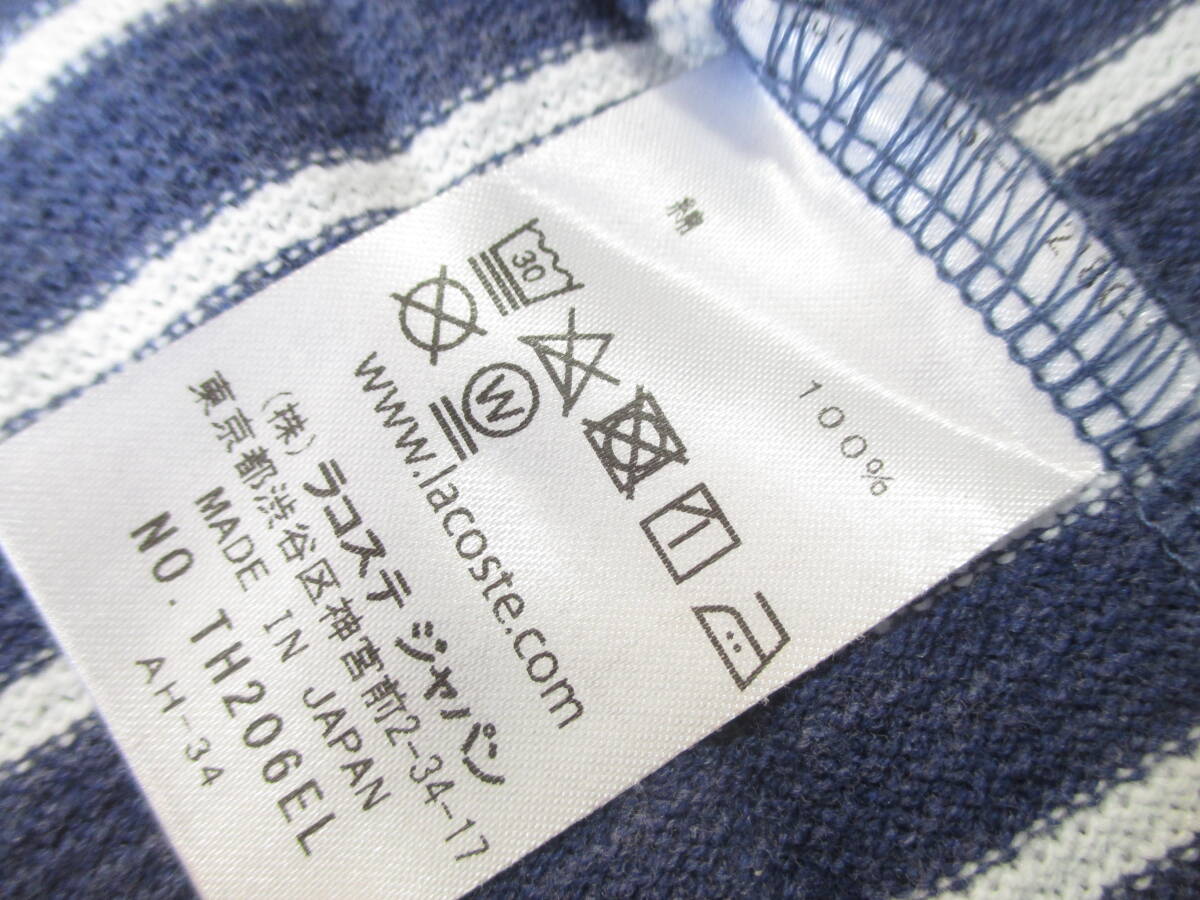 綿 100%
30
W
www.lacoste.com
(株) ラコステ ジャパン
東京都渋谷区神宮前2-34-17
MADE IN JAPAN
NO. TH206EL
AH-34